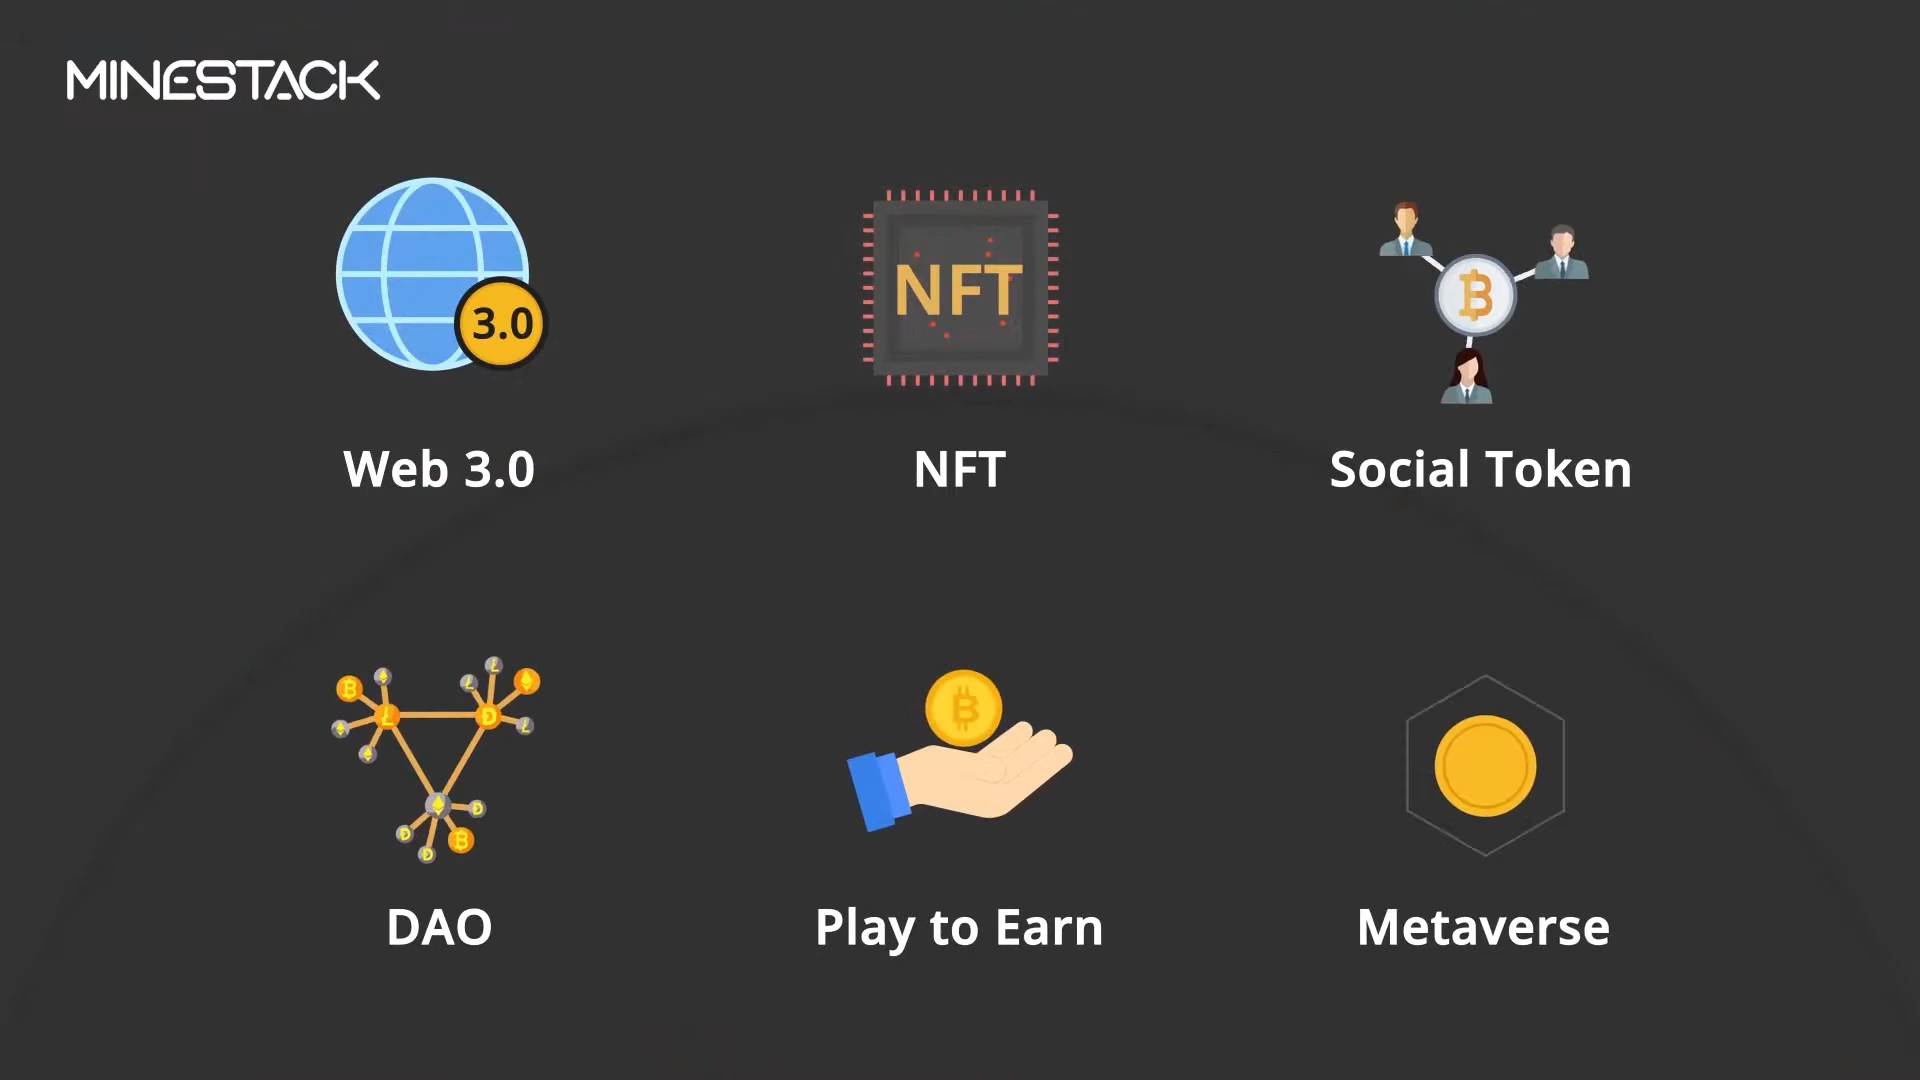 MINESTACK
3.0
NFT
Web 3.0
NFT
Social Token
DAO
Play to Earn
Metaverse